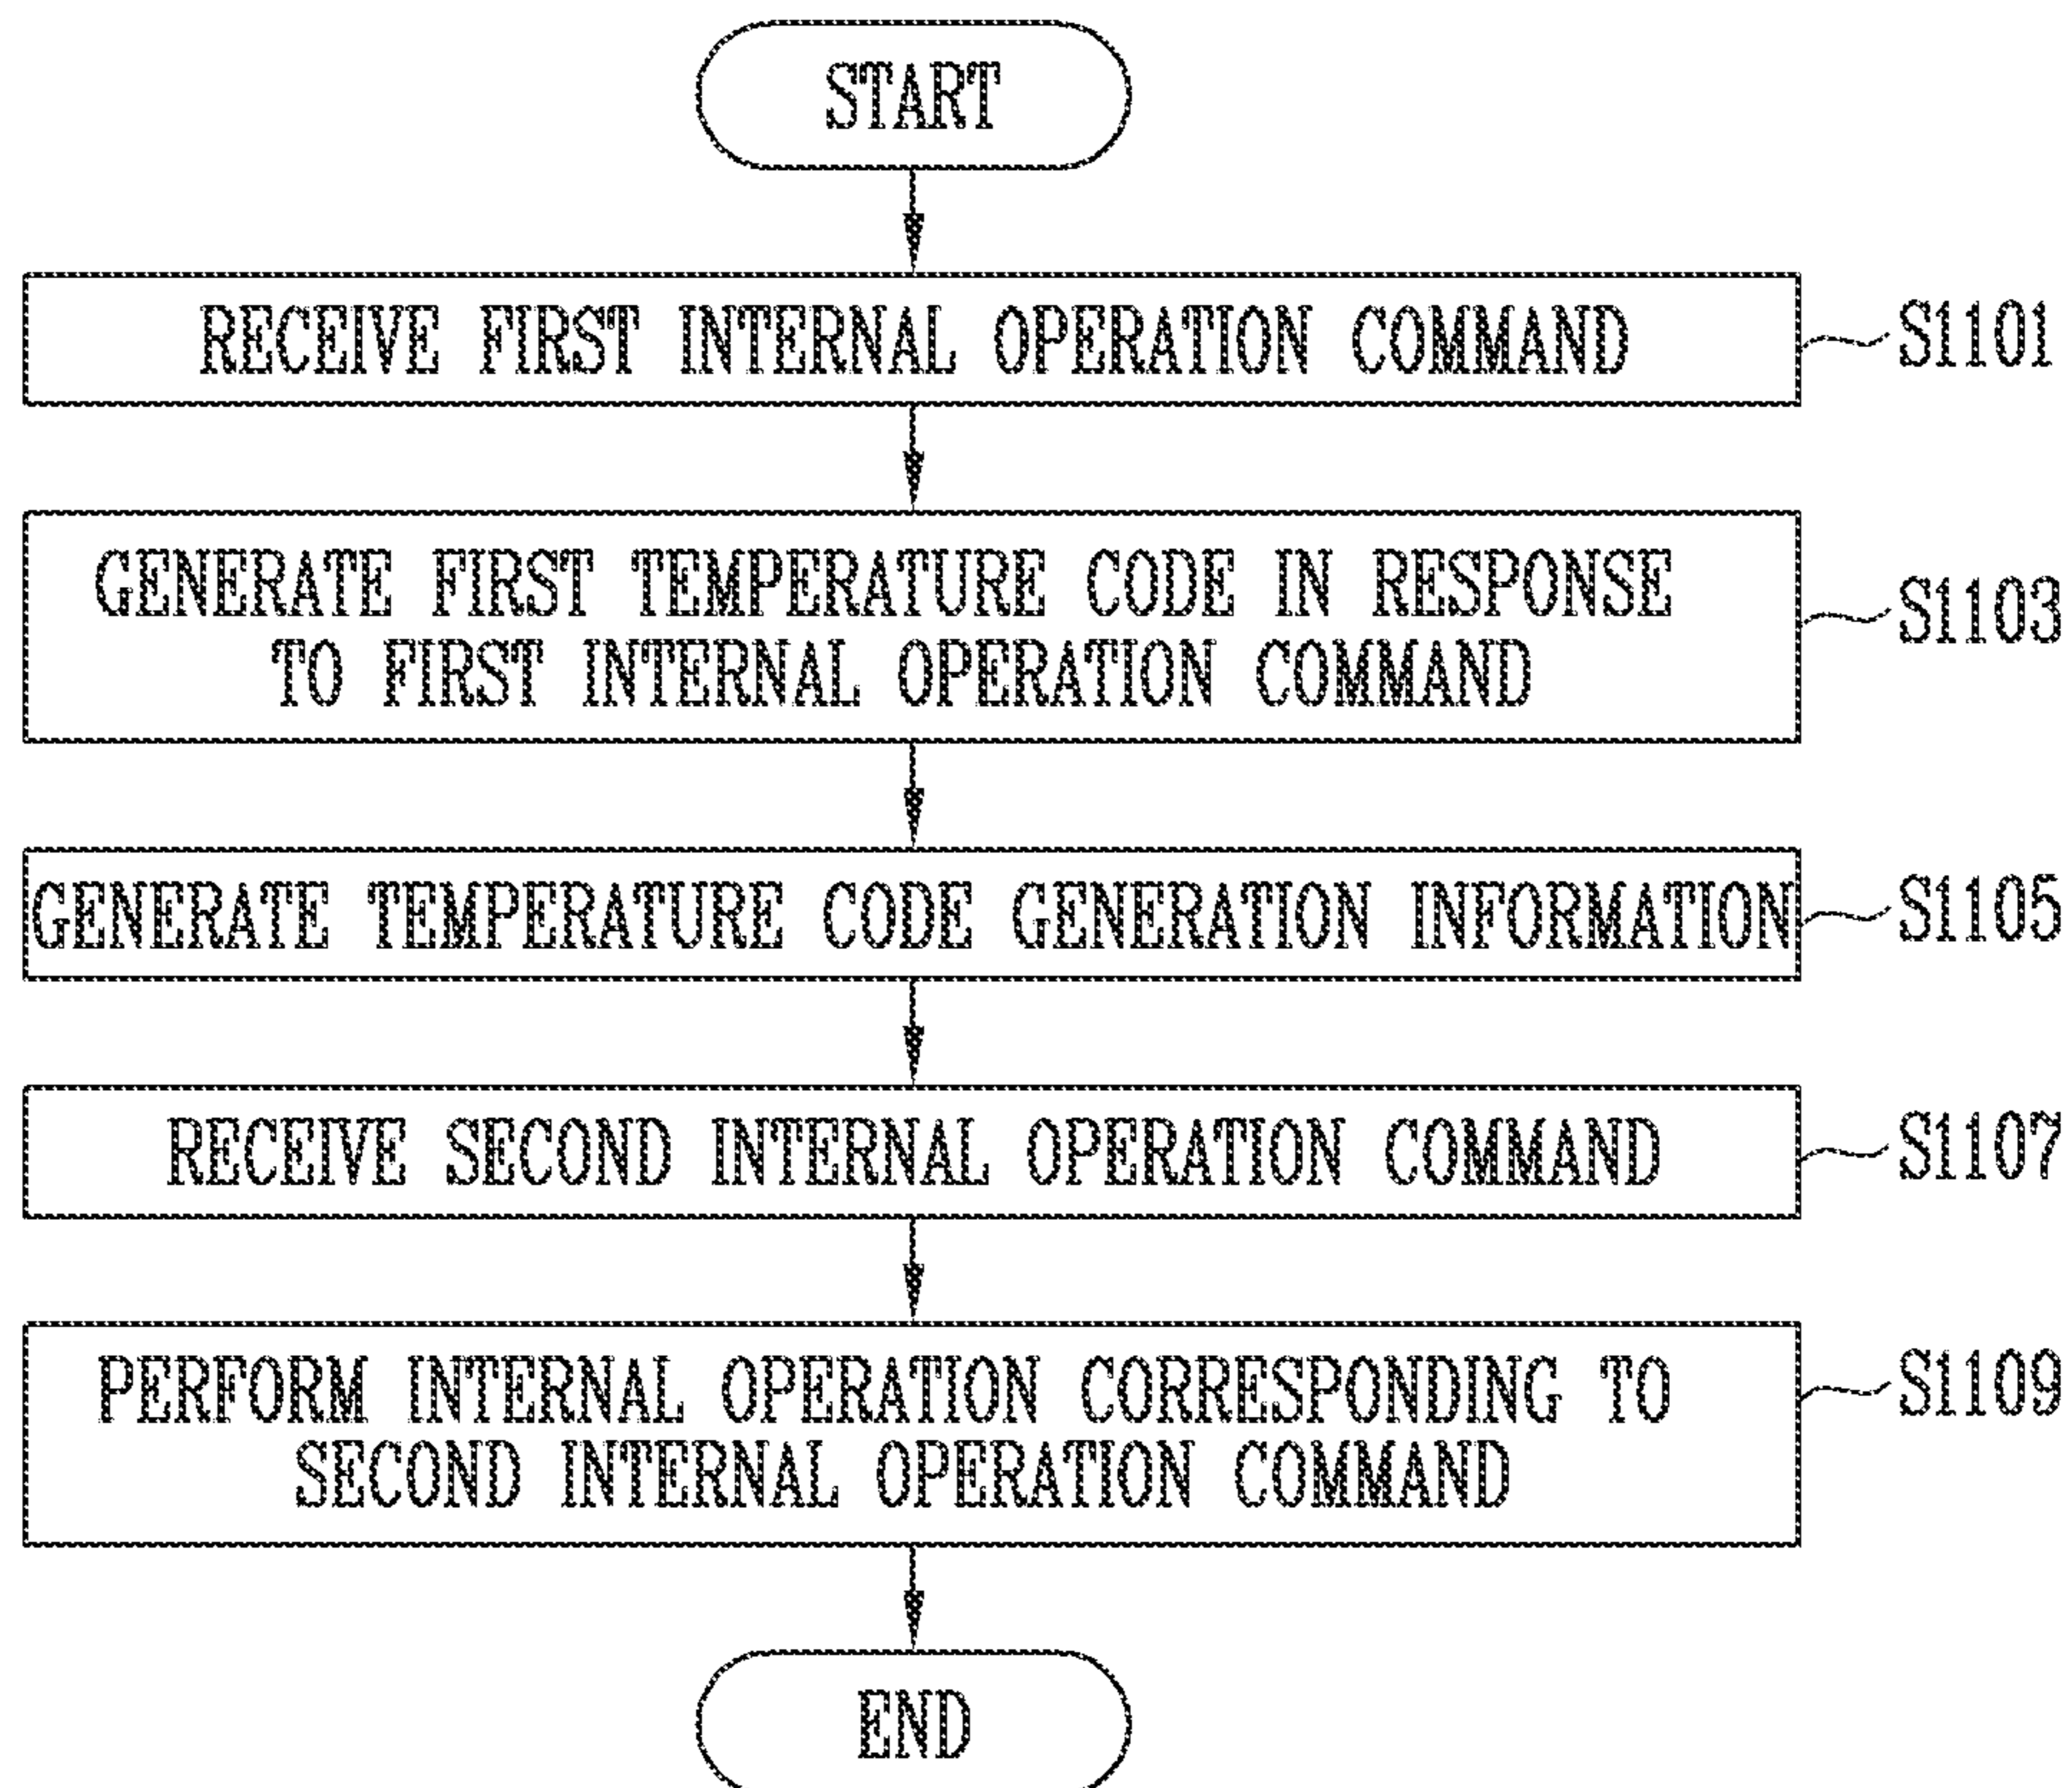 START
RECEIVE FIRST INTERNAL OPERATION COMMAND
S1101
GENERATE FIRST TEMPERATURE CODE IN RESPONSE
TO FIRST INTERNAL OPERATION COMMAND
S1103
GENERATE TEMPERATURE CODE GENERATION INFORMATION
S1105
RECEIVE SECOND INTERNAL OPERATION COMMAND
S1107
PERFORM INTERNAL OPERATION CORRESPONDING TO
SECOND INTERNAL OPERATION COMMAND
S1109
END